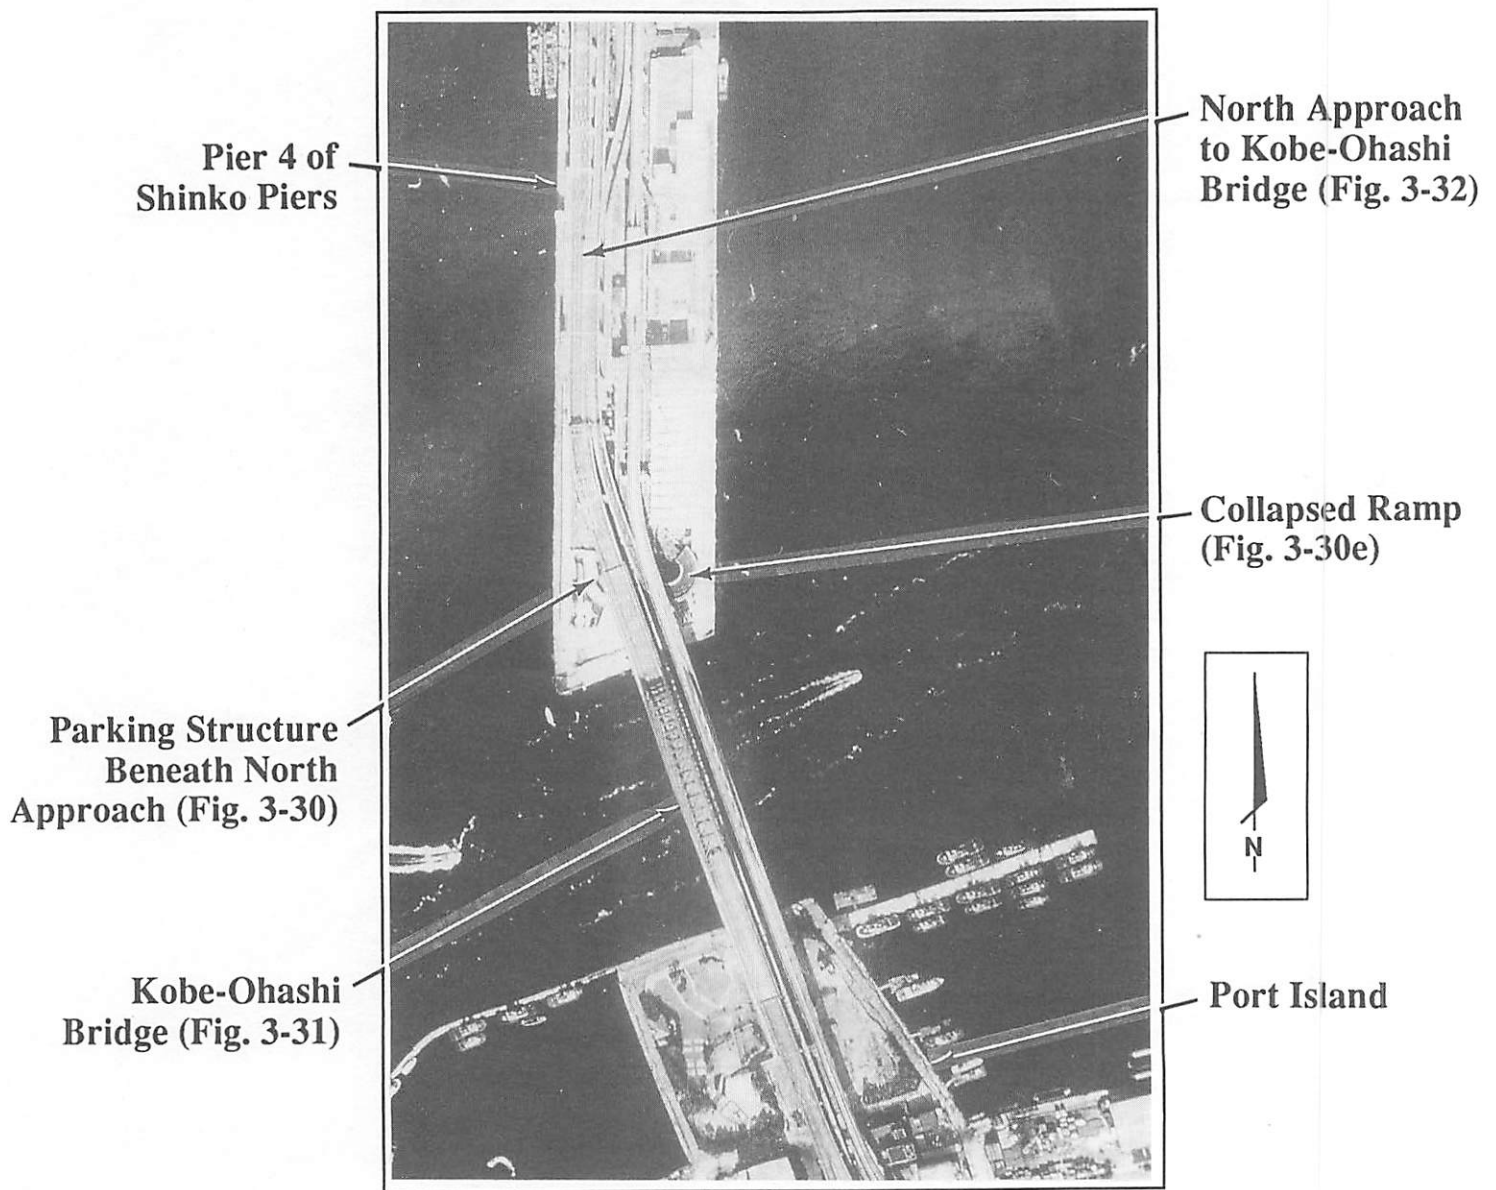 Pier 4 of
Shinko Piers
North Approach
to Kobe-Ohashi
Bridge (Fig. 3-32)
Collapsed Ramp
(Fig. 3-30e)
Parking Structure
Beneath North
Approach (Fig. 3-30)
N
Kobe-Ohashi
Bridge (Fig. 3-31)
Port Island